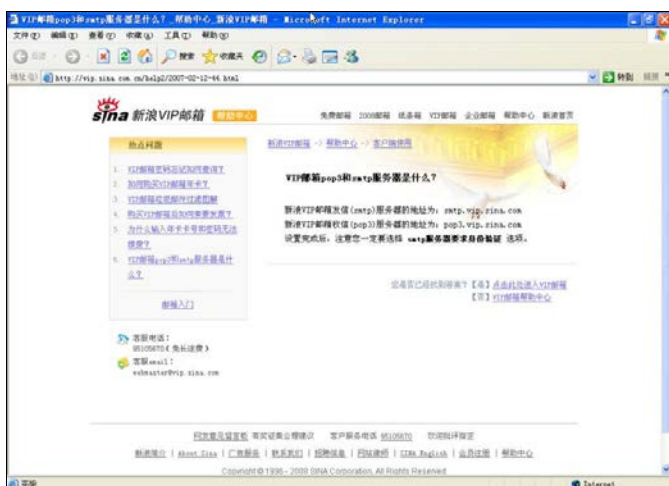 VIP邮箱pop3和smtp服务器是什么?_帮助中心_新浪VIP邮箱 - Microsoft Internet Explorer
文件(F) 编辑(E) 查看(V) 收藏(A) 工具(T) 帮助(H)
后退 搜索 收藏夹
地址(D) http://vip.sina.com.cn/help2/2007-02-12-44.html 转到 链接
sina 新浪VIP邮箱 帮助中心
免费邮箱 2008邮箱 纸条箱 VIP邮箱 企业邮箱 帮助中心 新浪首页
热点问题
1. VIP邮箱密码忘记如何查询?
2. 如何购买VIP邮箱年卡?
3. VIP邮箱垃圾邮件过滤图解
4. 购买VIP邮箱后如何索要发票?
5. 为什么输入年卡卡号和密码无法续费?
6. VIP邮箱pop3和smtp服务器是什么?
邮箱入门
客服电话:
95105670(免长途费)
客服email:
webmaster@vip.sina.com
新浪VIP邮箱 -> 帮助中心 -> 客户端使用
VIP邮箱pop3和smtp服务器是什么?
新浪VIP邮箱发信(smtp)服务器的地址为: smtp.vip.sina.com
新浪VIP邮箱收信(pop3)服务器的地址为: pop3.vip.sina.com
设置完成后,注意您一定要选择 smtp服务器要求身份验证 选项。
您是否已经找到答案?【是】点击此处进入VIP邮箱
【否】VIP邮箱帮助中心
网友意见留言板 有奖征集合理建议 客户服务电话 95105670 欢迎批评指正
新浪简介 | About Sina | 广告服务 | 联系我们 | 招聘信息 | 网站律师 | SINA English | 会员注册 | 帮助中心
Copyright © 1996 - 2008 SINA Corporation, All Rights Reserved
完毕 Internet